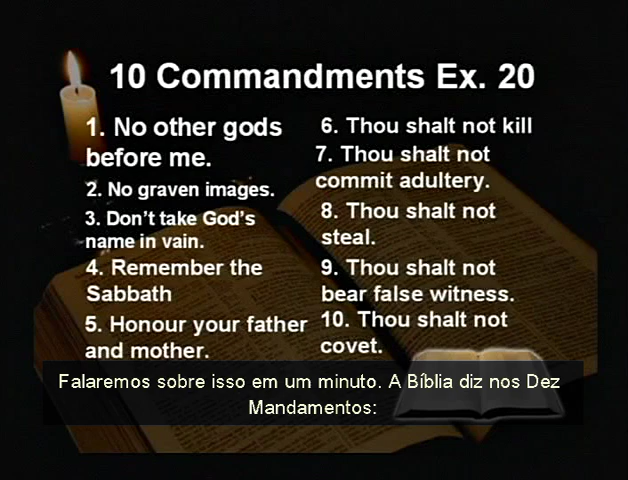 10 Commandments Ex. 20
1. No other gods
before me.
2. No graven images.
3. Don't take God's
name in vain.
4. Remember the
Sabbath
5. Honour your father
and mother.
6. Thou shalt not kill
7. Thou shalt not
commit adultery.
8. Thou shalt not
steal.
9. Thou shalt not
bear false witness.
10. Thou shalt not
covet.
Falaremos sobre isso em um minuto. A Bíblia diz nos Dez
Mandamentos: